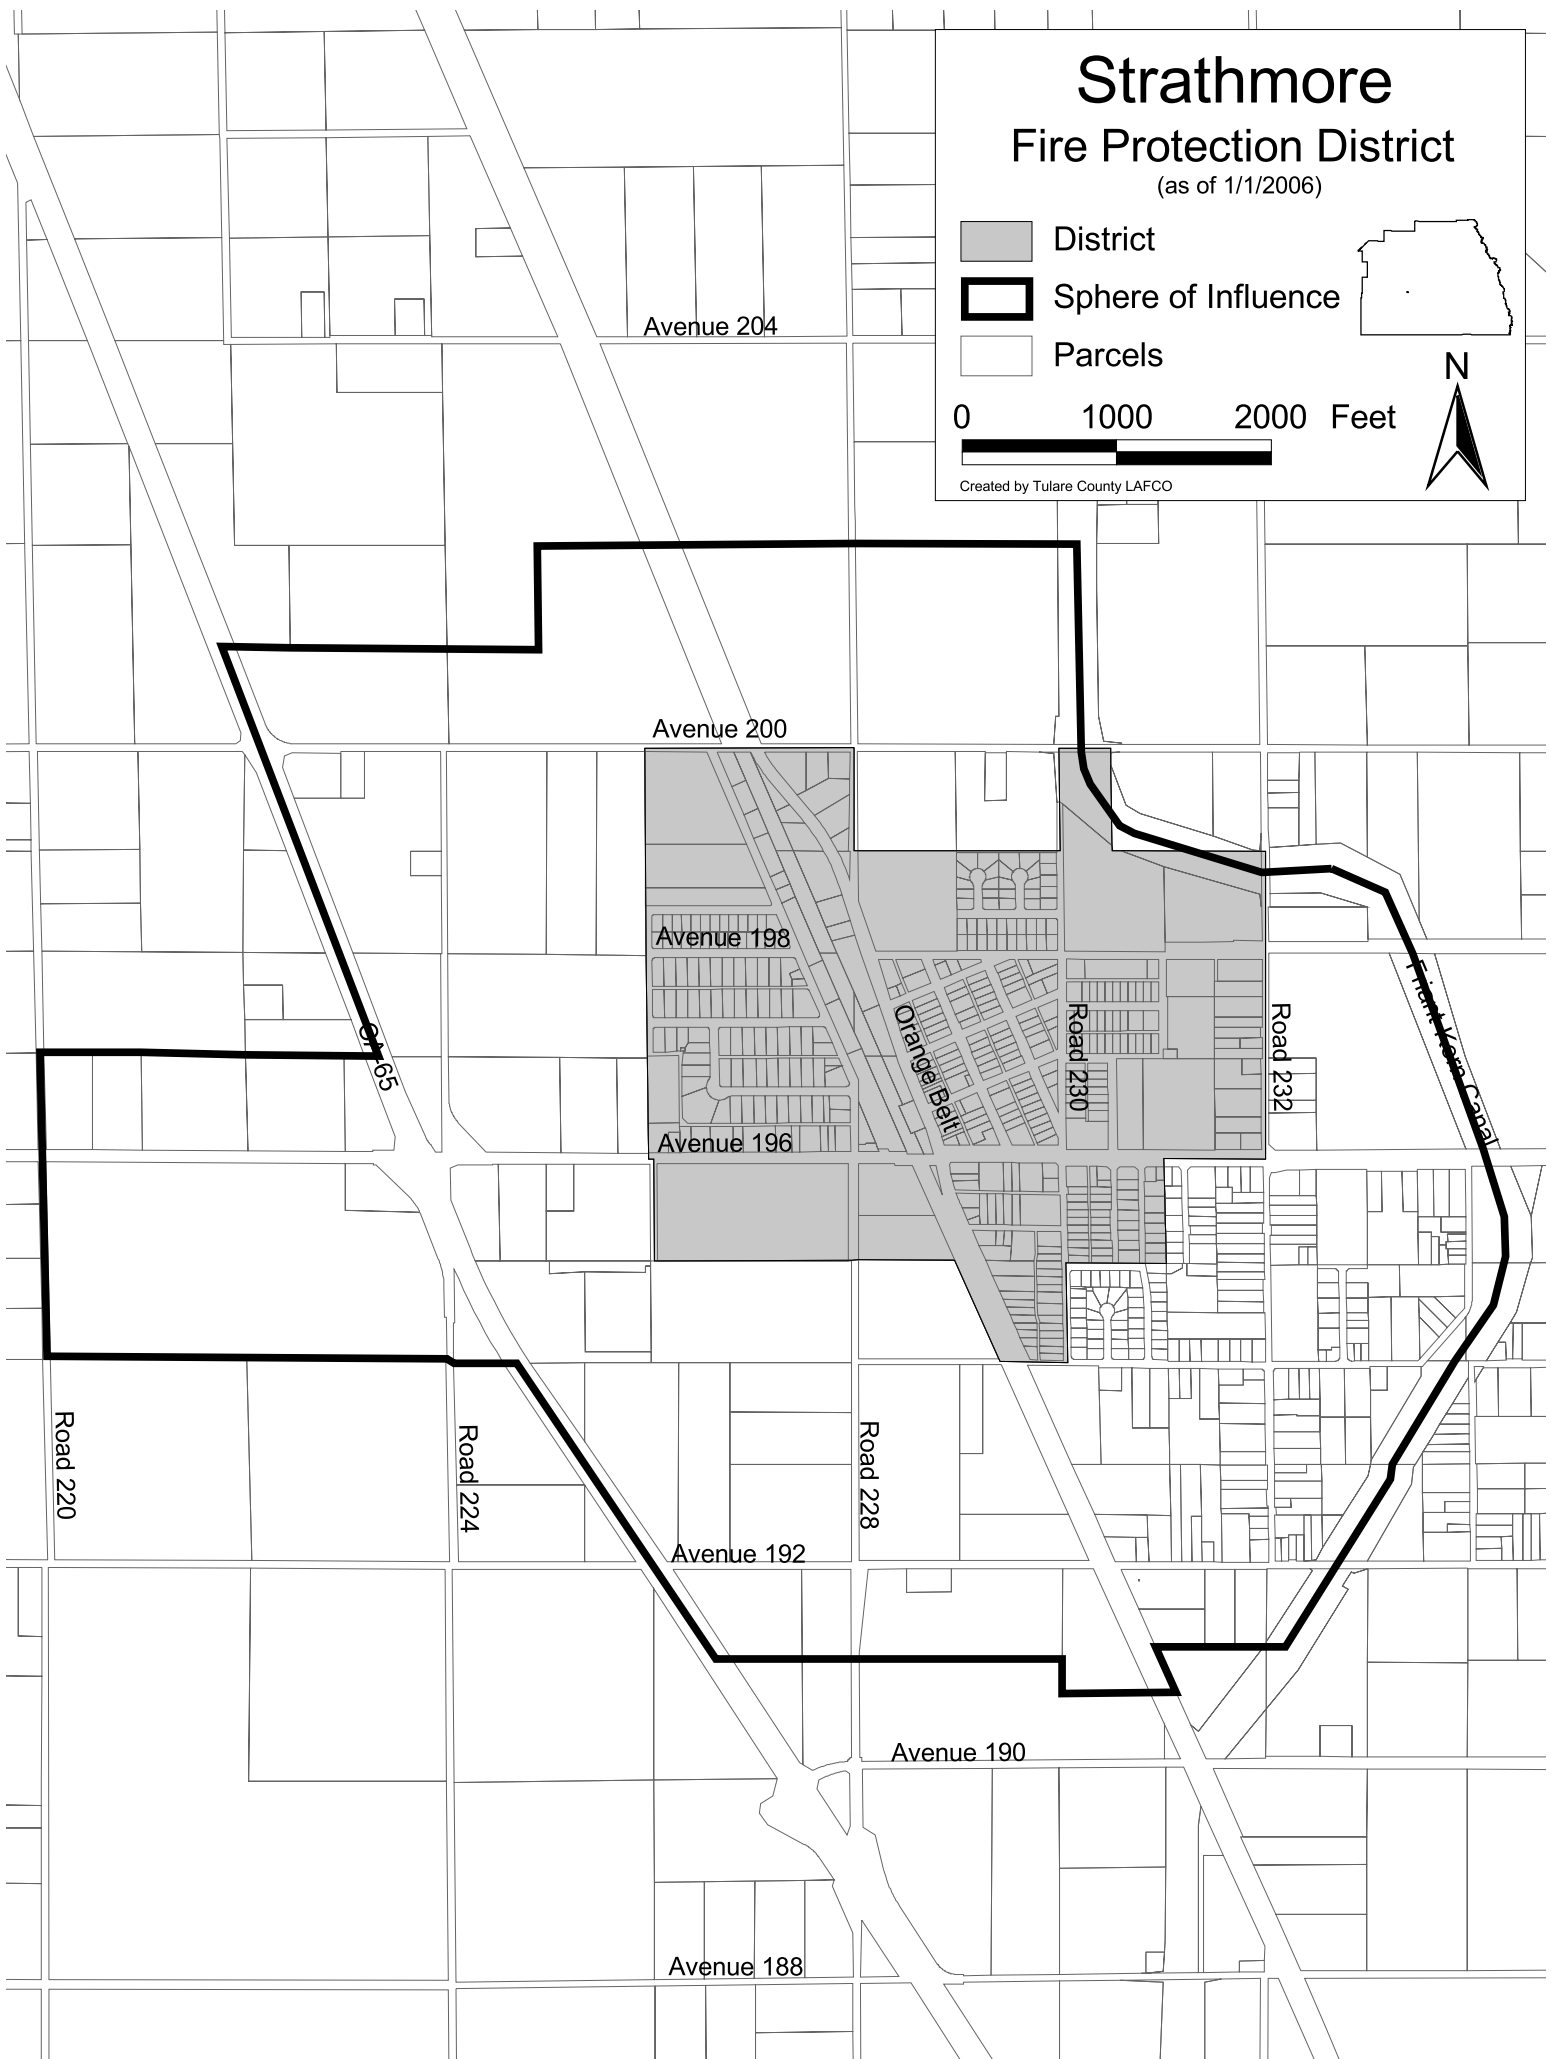 Strathmore
Fire Protection District
(as of 1/1/2006)
District
Sphere of Influence
Parcels
N
0 1000 2000 Feet
Created by Tulare County LAFCO
Avenue 204
Avenue 200
Avenue 198
Friant Kern Canal
Orange Belt
Road 230
Road 232
CA-65
Avenue 196
Road 220
Road 224
Road 228
Avenue 192
Avenue 190
Avenue 188